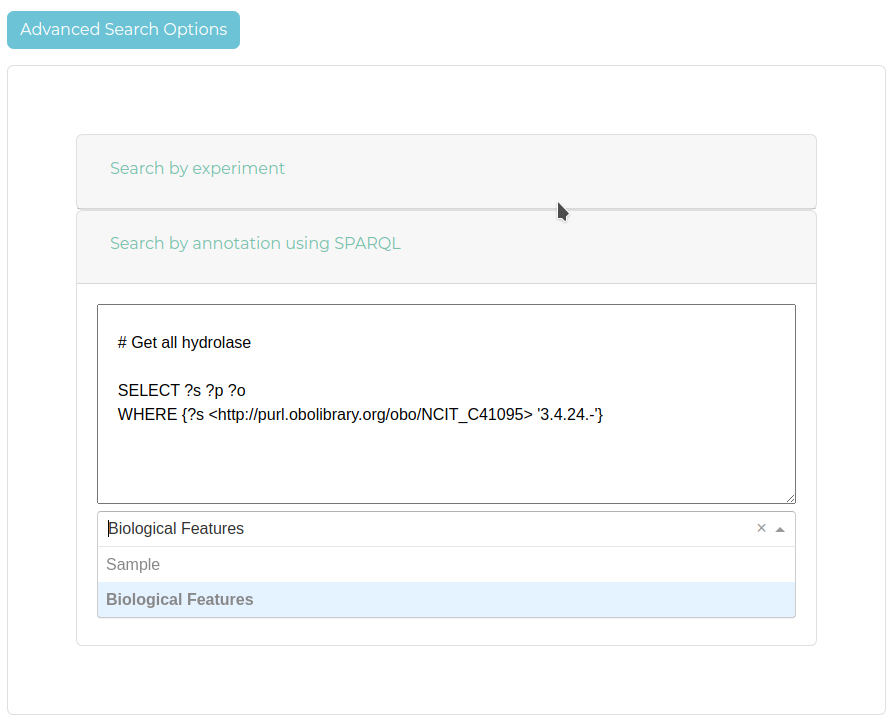 Advanced Search Options
Search by experiment
Search by annotation using SPARQL
# Get all hydrolase
SELECT ?s ?p ?o
WHERE {?s <http://purl.obolibrary.org/obo/NCIT_C41095> '3.4.24.-'}
Biological Features
Sample
Biological Features